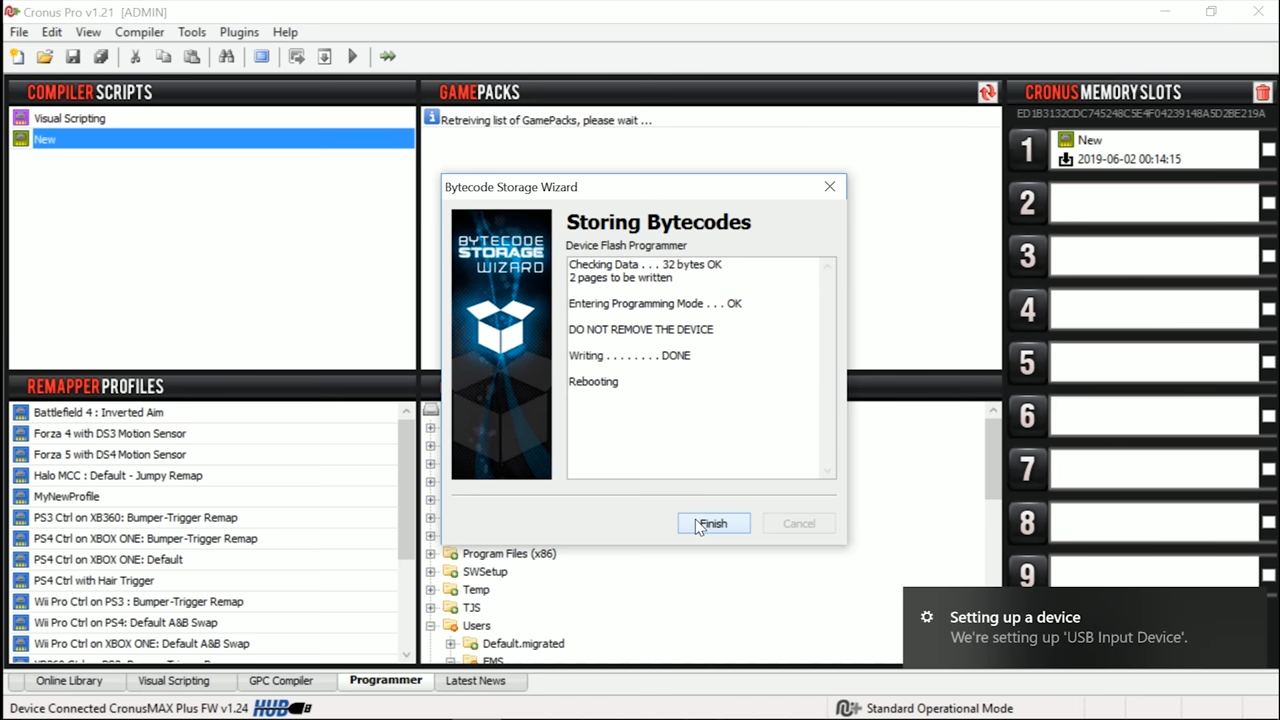 Cronus Pro v1.21 [ADMIN]
File Edit View Compiler Tools Plugins Help
COMPILER SCRIPTS
Visual Scripting
New
GAMEPACKS
Retreiving list of GamePacks, please wait ...
CRONUS MEMORY SLOTS
ED1B3132CDC745248C5E4F04239148A5D2BE219A
1
New
2019-06-02 00:14:15
2
3
4
5
6
7
8
9
Bytecode Storage Wizard
BYTECODE
STORAGE
WIZARD
Storing Bytecodes
Device Flash Programmer
Checking Data . . . 32 bytes OK
2 pages to be written
Entering Programming Mode . . . OK
DO NOT REMOVE THE DEVICE
Writing . . . . . . . . DONE
Rebooting
Finish Cancel
REMAPPER PROFILES
Battlefield 4 : Inverted Aim
Forza 4 with DS3 Motion Sensor
Forza 5 with DS4 Motion Sensor
Halo MCC : Default - Jumpy Remap
MyNewProfile
PS3 Ctrl on XB360: Bumper-Trigger Remap
PS4 Ctrl on XBOX ONE: Bumper-Trigger Remap
PS4 Ctrl on XBOX ONE: Default
PS4 Ctrl with Hair Trigger
Wii Pro Ctrl on PS3 : Bumper-Trigger Remap
Wii Pro Ctrl on PS4: Default A&B Swap
Wii Pro Ctrl on XBOX ONE: Default A&B Swap
Program Files (x86)
SWSetup
Temp
TJS
Users
Default.migrated
EMS
Setting up a device
We're setting up 'USB Input Device'.
Online Library Visual Scripting GPC Compiler Programmer Latest News
Device Connected CronusMAX Plus FW v1.24 HUB
Standard Operational Mode